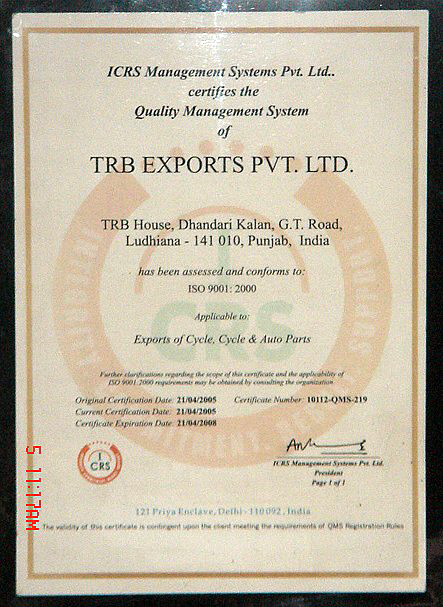 ICRS Management Systems Pvt. Ltd..
certifies the
Quality Management System
of
TRB EXPORTS PVT. LTD.
TRB House, Dhandari Kalan, G.T. Road,
Ludhiana - 141 010, Punjab, India
has been assessed and conforms to:
ISO 9001: 2000
Applicable to:
Exports of Cycle, Cycle & Auto Parts
Further clarifications regarding the scope of this certificate and the applicability of
ISO 9001:2000 requirements may be obtained by consulting the organization
Original Certification Date: 21/04/2005 Certificate Number: 10112-QMS-219
Current Certification Date: 21/04/2005
Certificate Expiration Date: 21/04/2008
I
CRS
ICRS Management Systems Pvt. Ltd.
President
Page 1 of 1
121 Priya Enclave, Delhi - 110 092, India
The validity of this certificate is contingent upon the client meeting the requirements of QMS Registration Rules
CRS
5 11:17AM